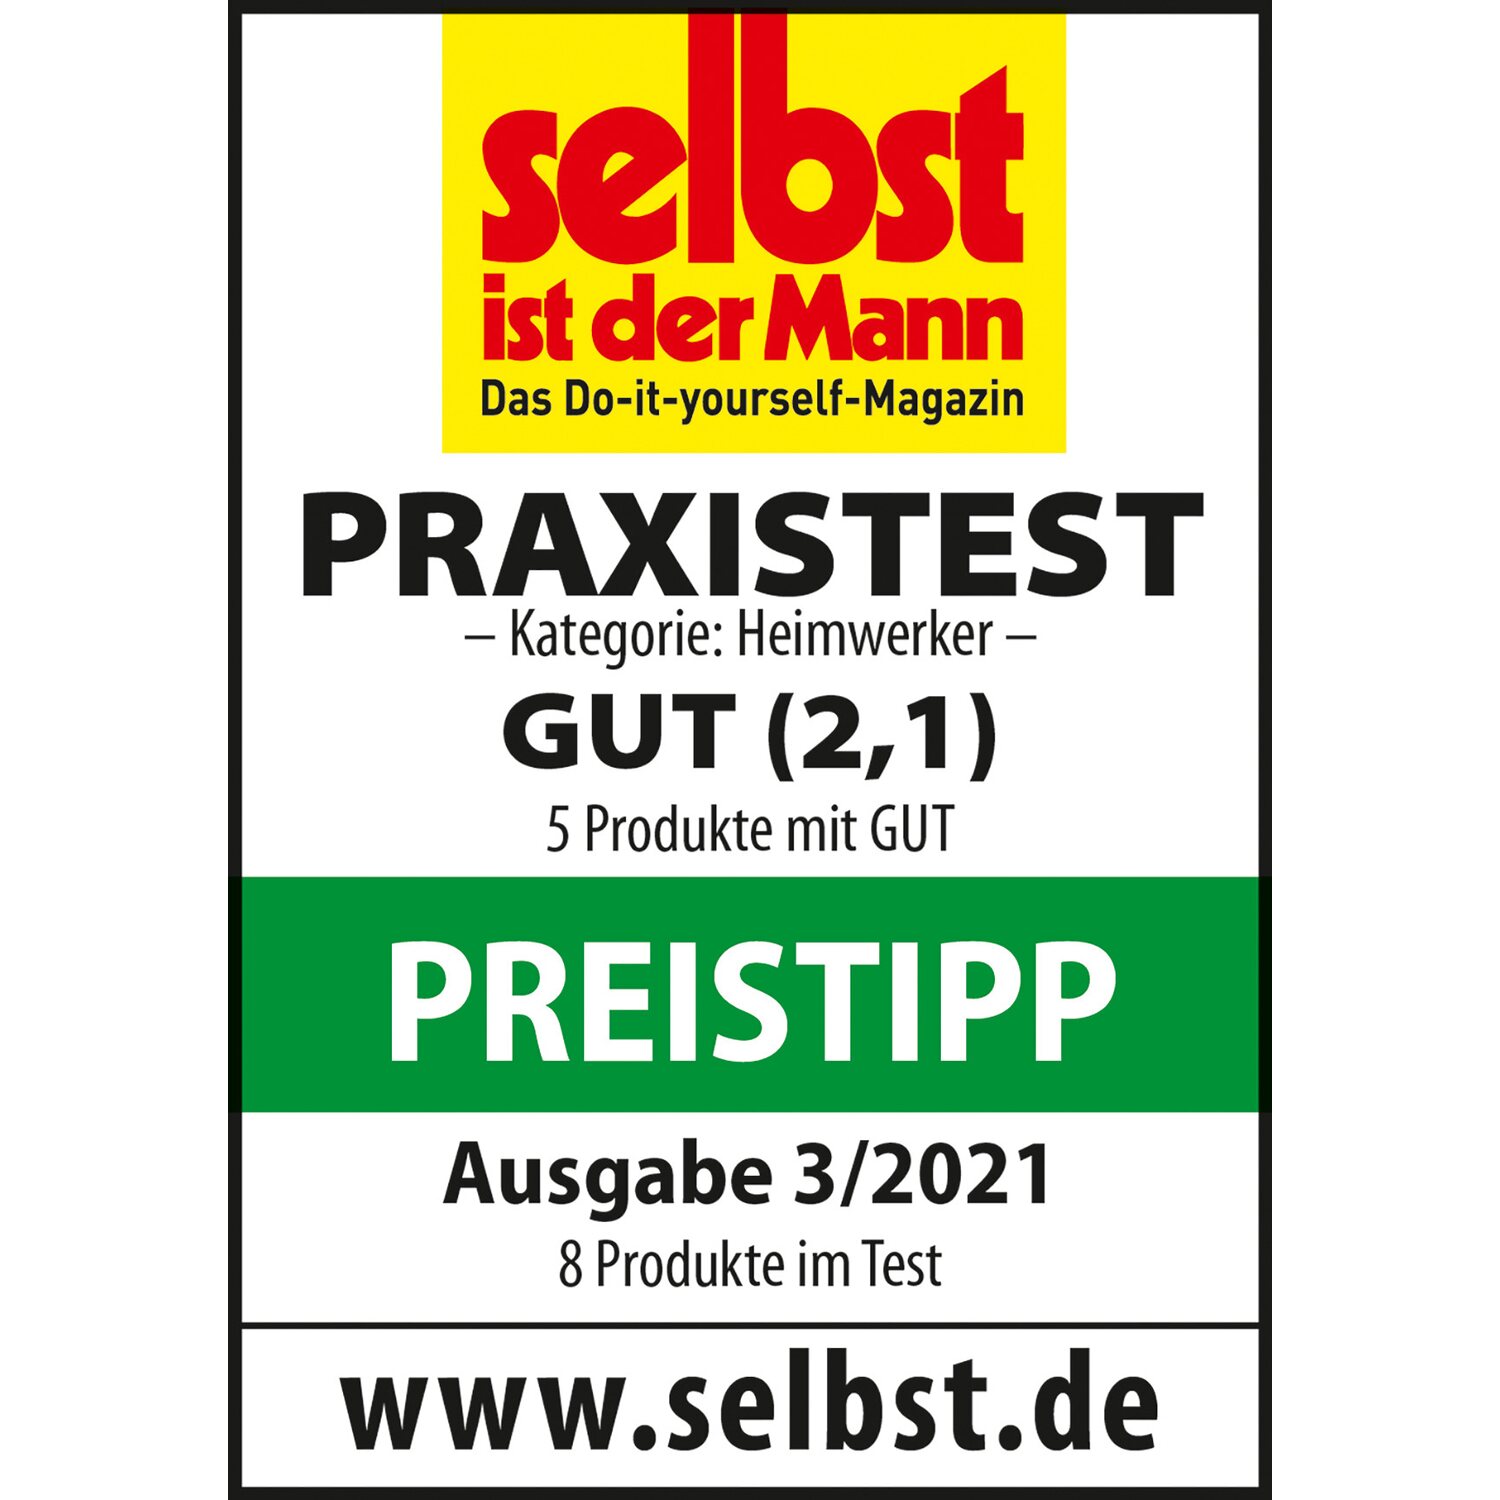 selbst
ist der Mann
Das Do-it-yourself-Magazin
PRAXISTEST
– Kategorie: Heimwerker –
GUT (2,1)
5 Produkte mit GUT
PREISTIPP
Ausgabe 3/2021
8 Produkte im Test
www.selbst.de